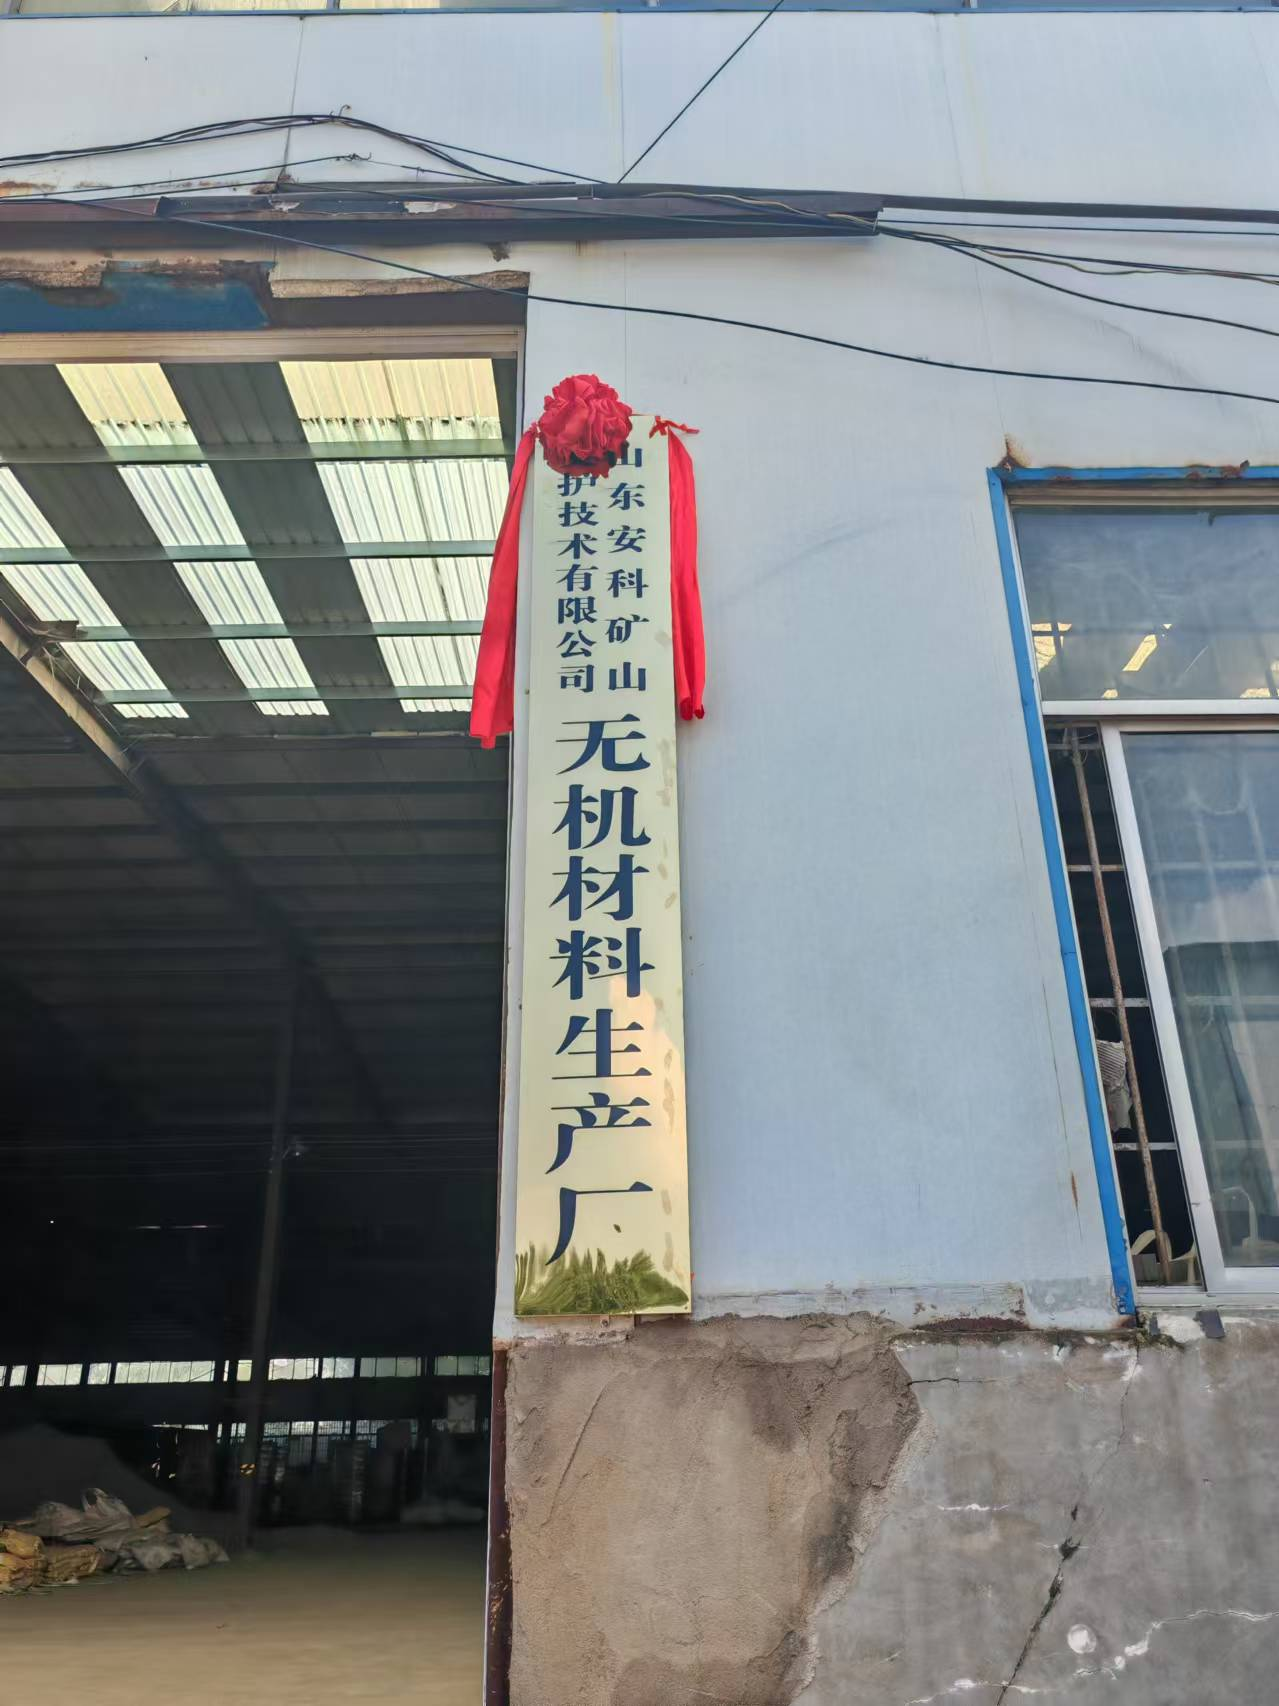 山东安科矿山
护技术有限公司
无机材料生产厂